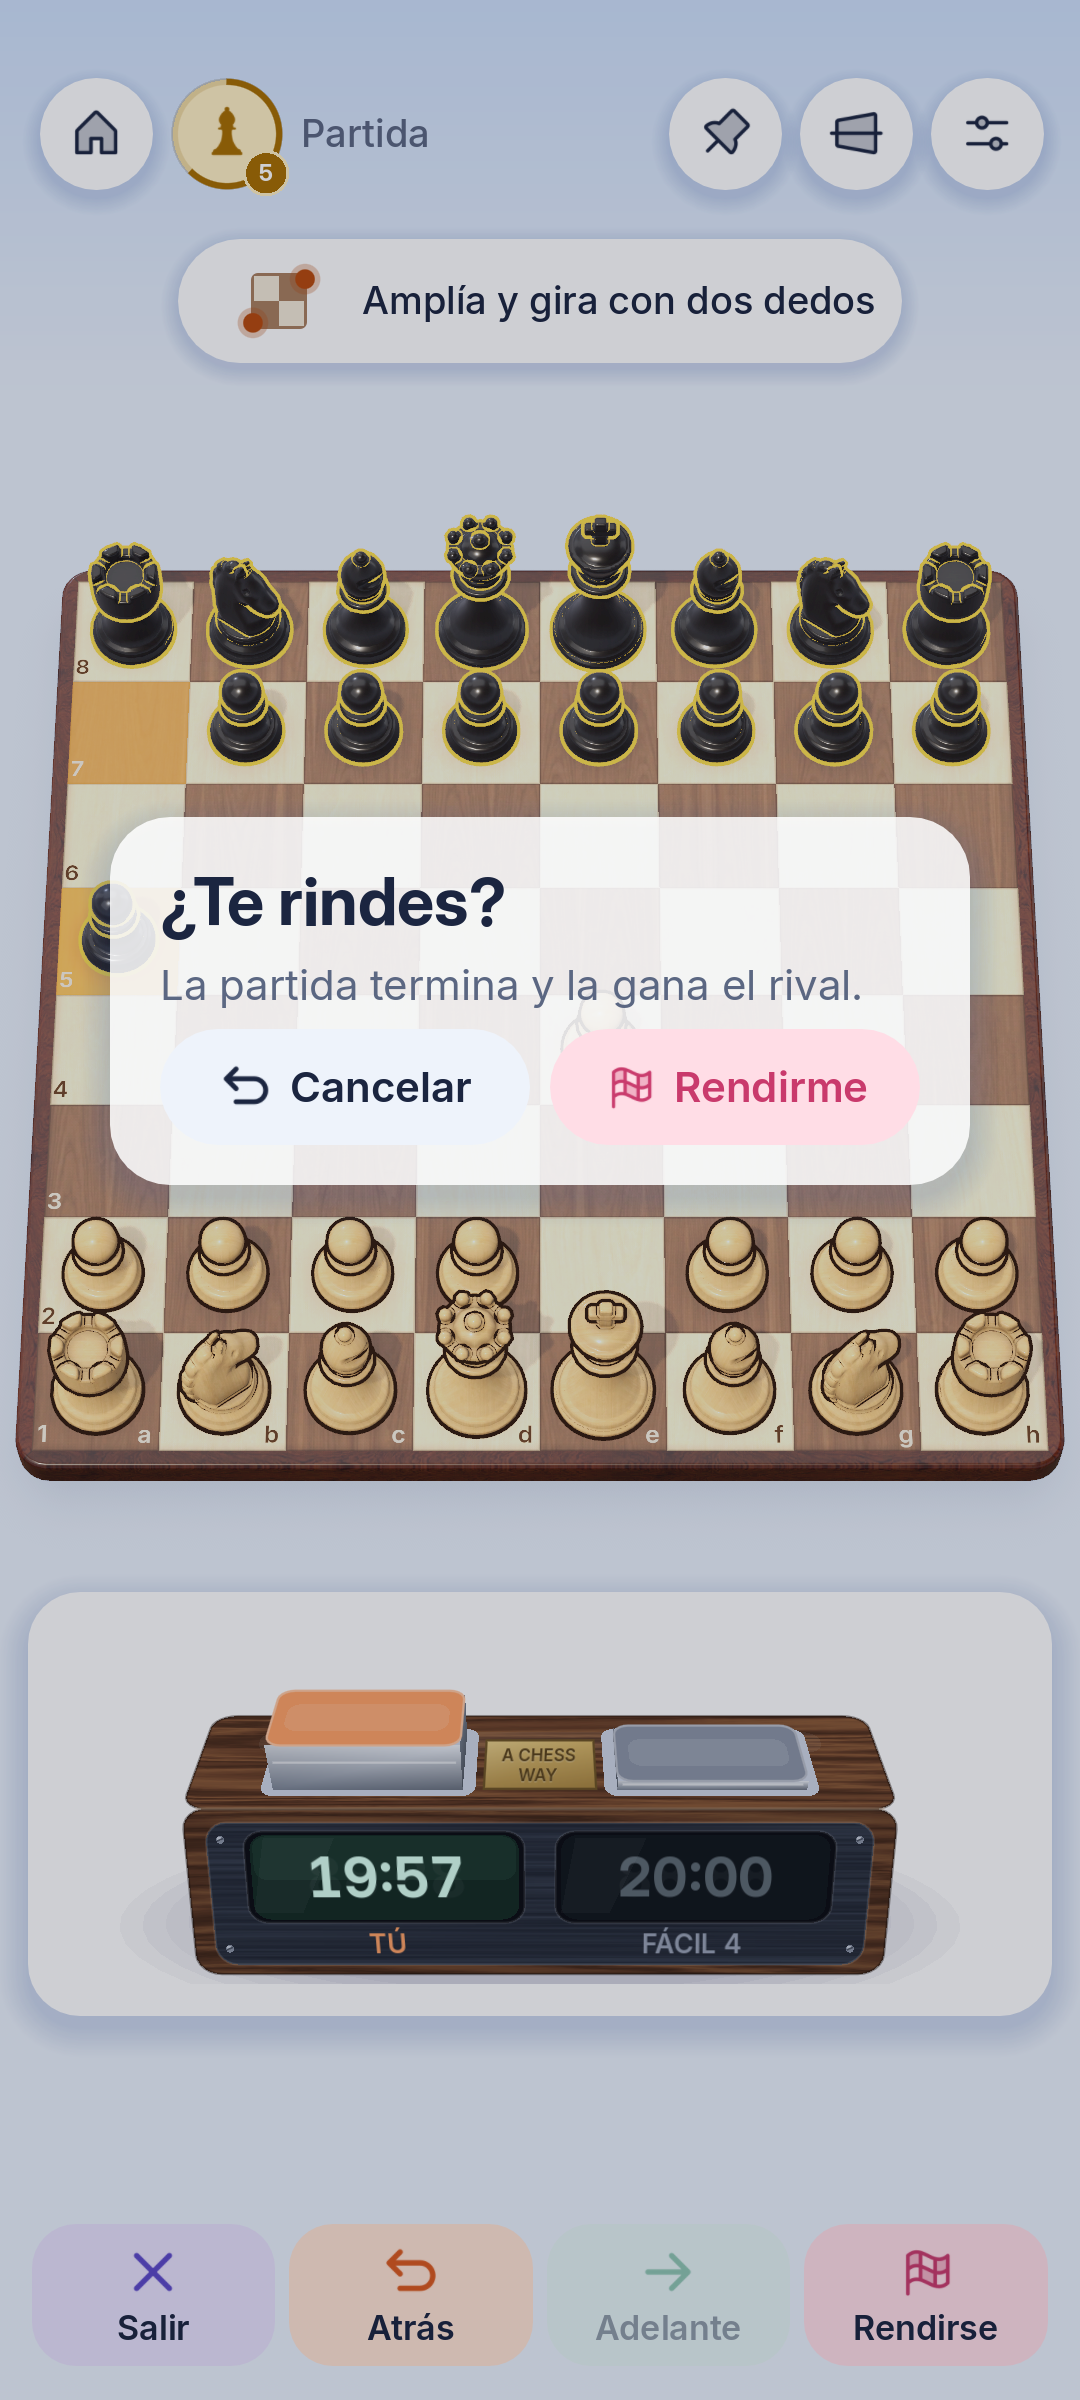 Partida
5
Amplía y gira con dos dedos
8
7
6
5
4
3
2
1 a b c d e f g h
¿Te rindes?
La partida termina y la gana el rival.
Cancelar
Rendirme
A CHESS
WAY
19:57
20:00
TÚ
FÁCIL 4
Salir
Atrás
Adelante
Rendirse